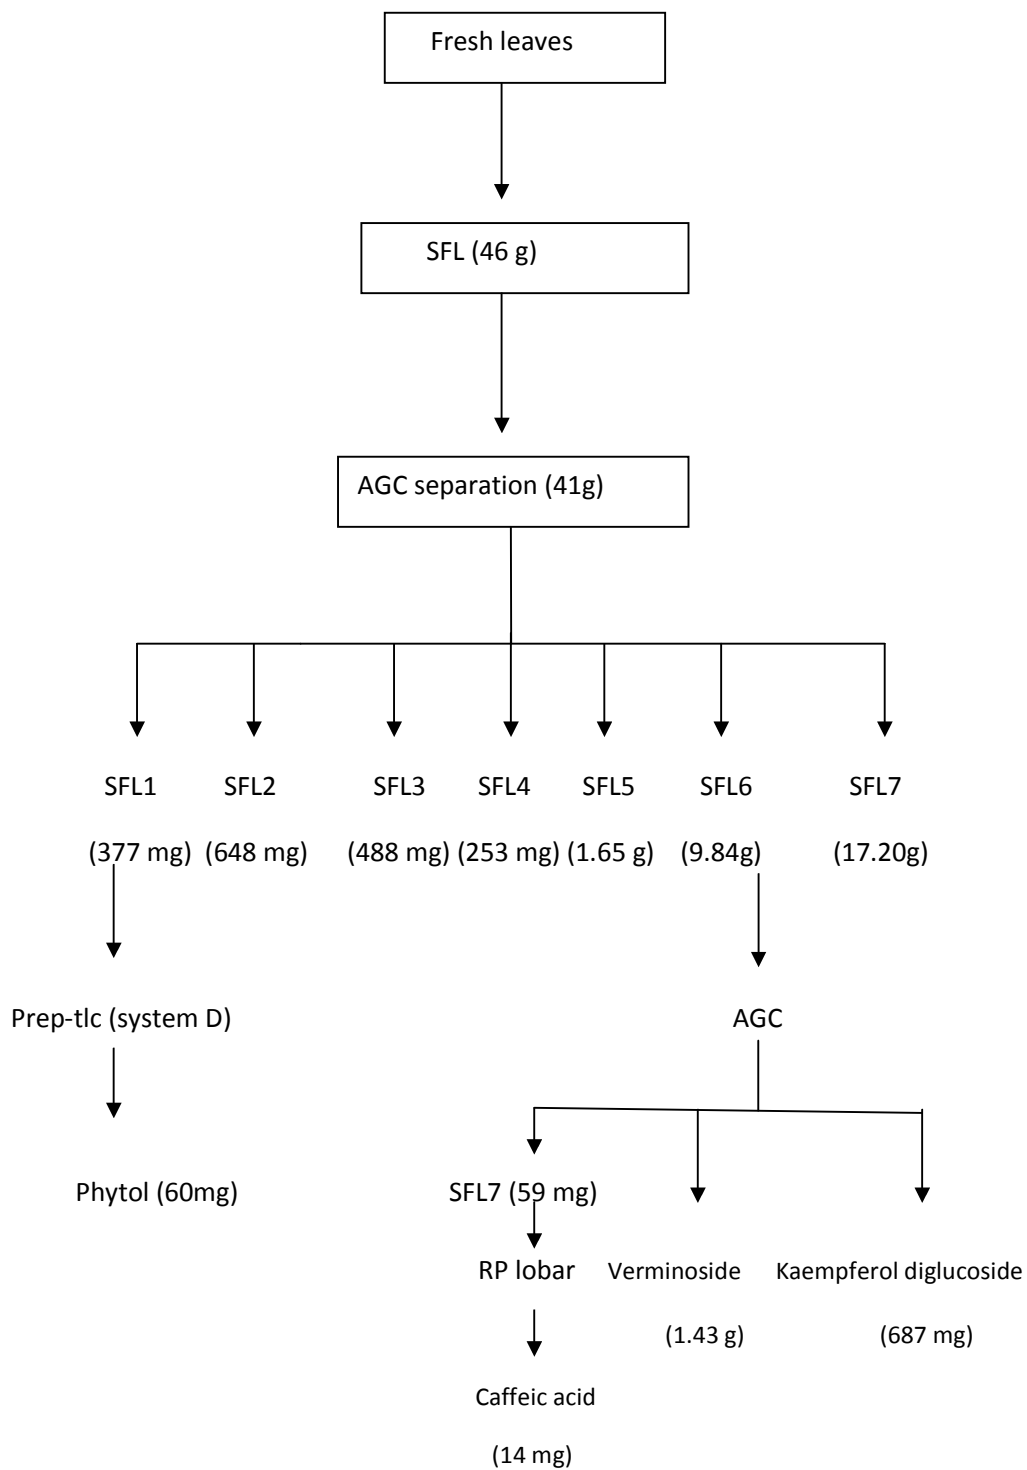 Fresh leaves
SFL (46 g)
AGC separation (41g)
SFL1 SFL2 SFL3 SFL4 SFL5 SFL6 SFL7
(377 mg) (648 mg) (488 mg) (253 mg) (1.65 g) (9.84g) (17.20g)
Prep-tlc (system D) AGC
Phytol (60mg) SFL7 (59 mg)
RP lobar Verminoside Kaempferol diglucoside
(1.43 g) (687 mg)
Caffeic acid
(14 mg)